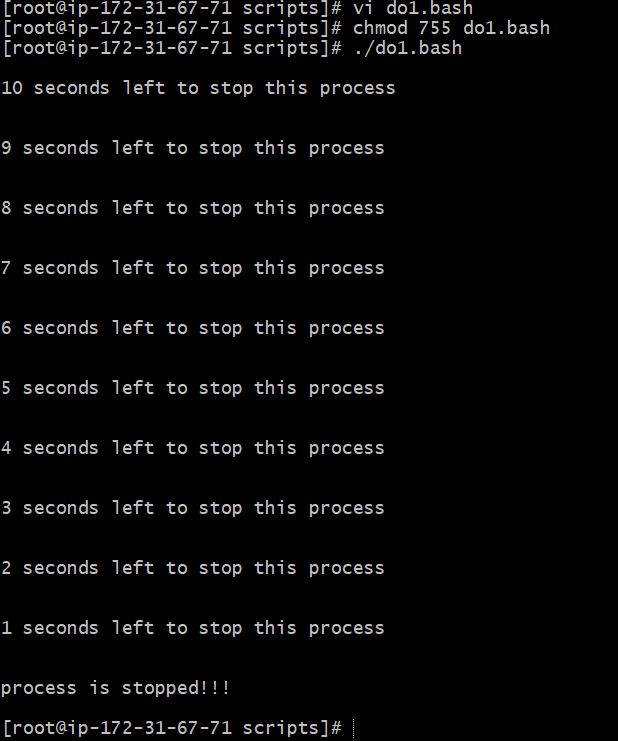 [root@ip-172-31-67-71 scripts]# vi do1.bash
[root@ip-172-31-67-71 scripts]# chmod 755 do1.bash
[root@ip-172-31-67-71 scripts]# ./do1.bash
10 seconds left to stop this process
9 seconds left to stop this process
8 seconds left to stop this process
7 seconds left to stop this process
6 seconds left to stop this process
5 seconds left to stop this process
4 seconds left to stop this process
3 seconds left to stop this process
2 seconds left to stop this process
1 seconds left to stop this process
process is stopped!!!
[root@ip-172-31-67-71 scripts]#